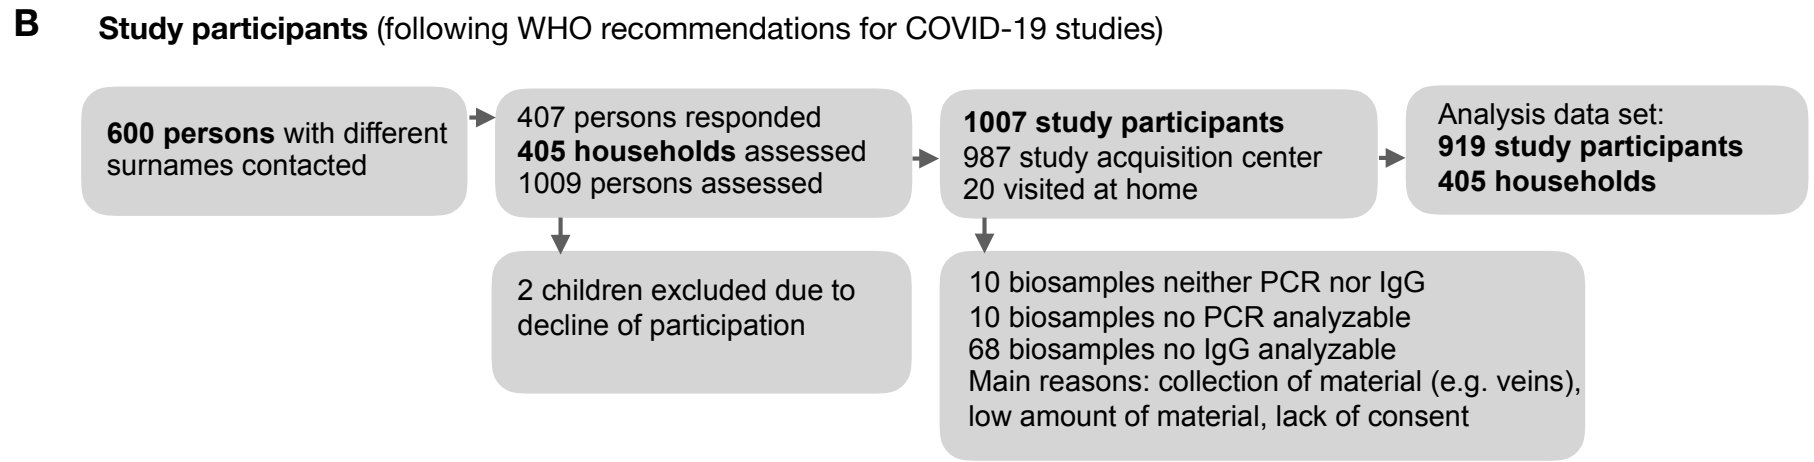 B
Study participants (following WHO recommendations for COVID-19 studies)
600 persons with different
surnames contacted
407 persons responded
405 households assessed
1009 persons assessed
1007 study participants
987 study acquisition center
20 visited at home
Analysis data set:
919 study participants
405 households
2 children excluded due to
decline of participation
10 biosamples neither PCR nor IgG
10 biosamples no PCR analyzable
68 biosamples no IgG analyzable
Main reasons: collection of material (e.g. veins),
low amount of material, lack of consent